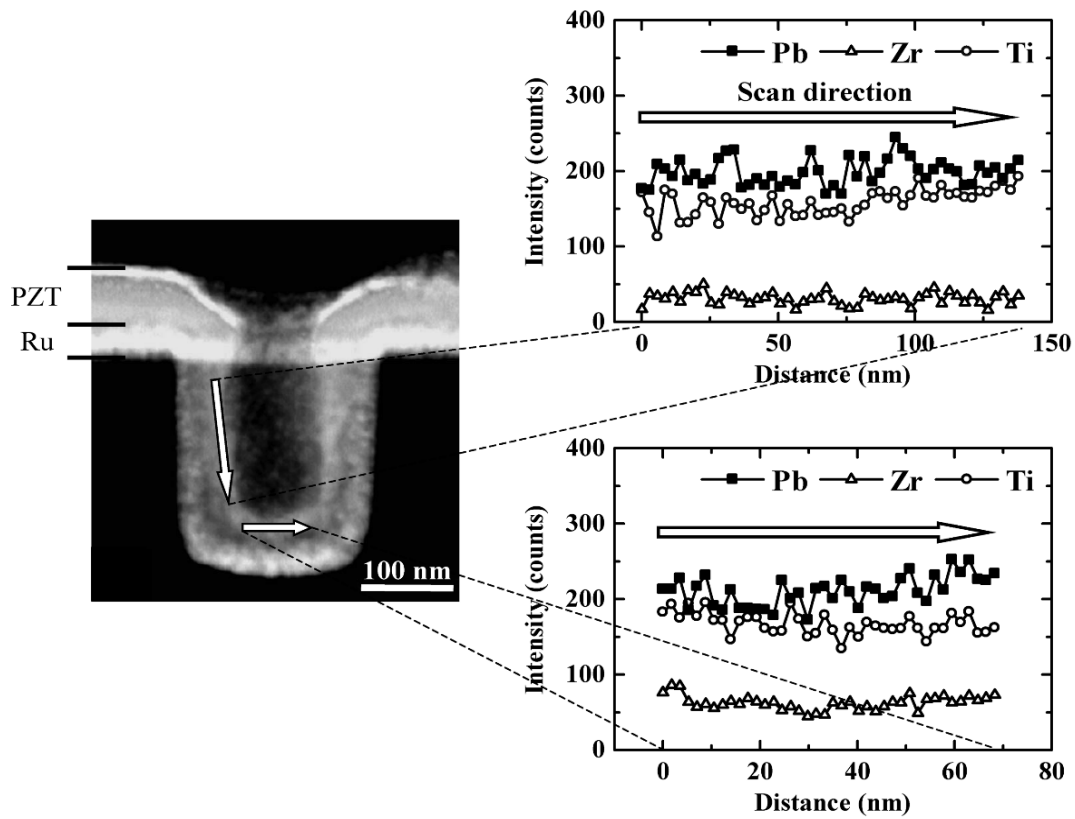 PZT
Ru
100 nm
Pb Zr Ti
Scan direction
Intensity (counts)
400
300
200
100
0
0 50 100 150
Distance (nm)
Pb Zr Ti
Intensity (counts)
400
300
200
100
0
0 20 40 60 80
Distance (nm)